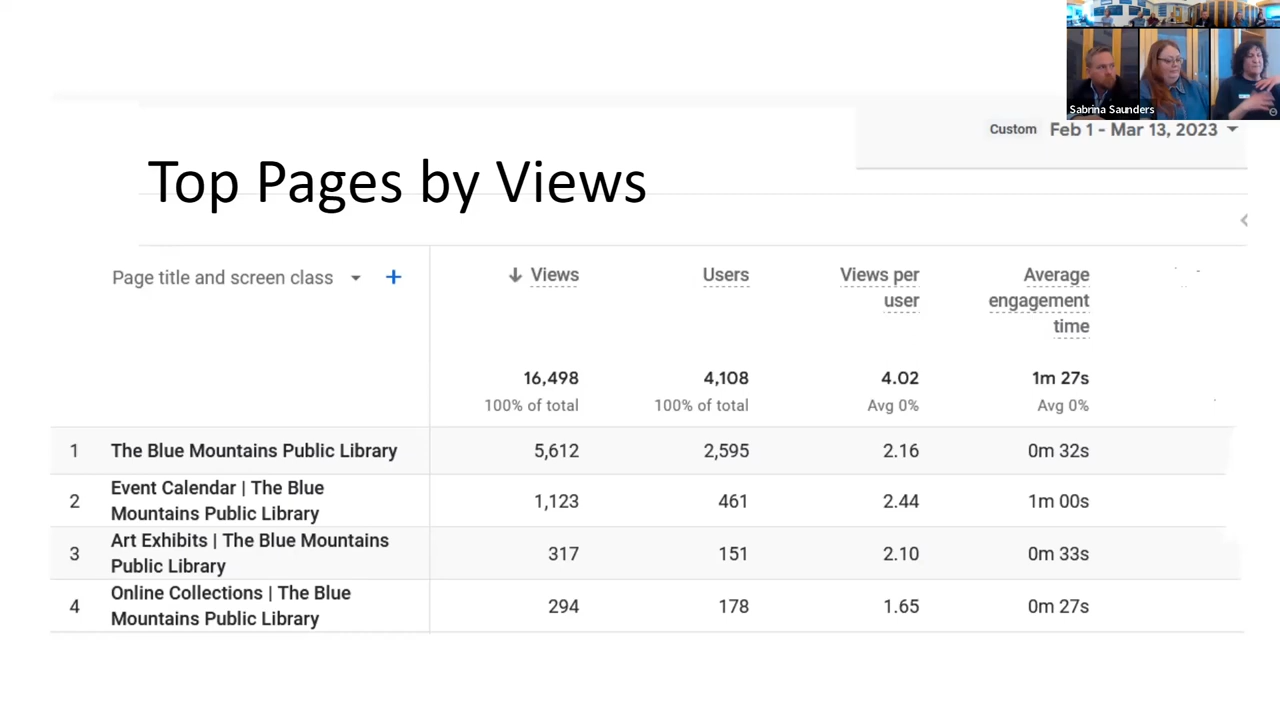 Sabrina Saunders
Custom Feb 1 - Mar 13, 2023
Top Pages by Views
Page title and screen class + Views Users Views per user Average engagement time
16,498 4,108 4.02 1m 27s
100% of total 100% of total Avg 0% Avg 0%
1 The Blue Mountains Public Library 5,612 2,595 2.16 0m 32s
2 Event Calendar | The Blue Mountains Public Library 1,123 461 2.44 1m 00s
3 Art Exhibits | The Blue Mountains Public Library 317 151 2.10 0m 33s
4 Online Collections | The Blue Mountains Public Library 294 178 1.65 0m 27s